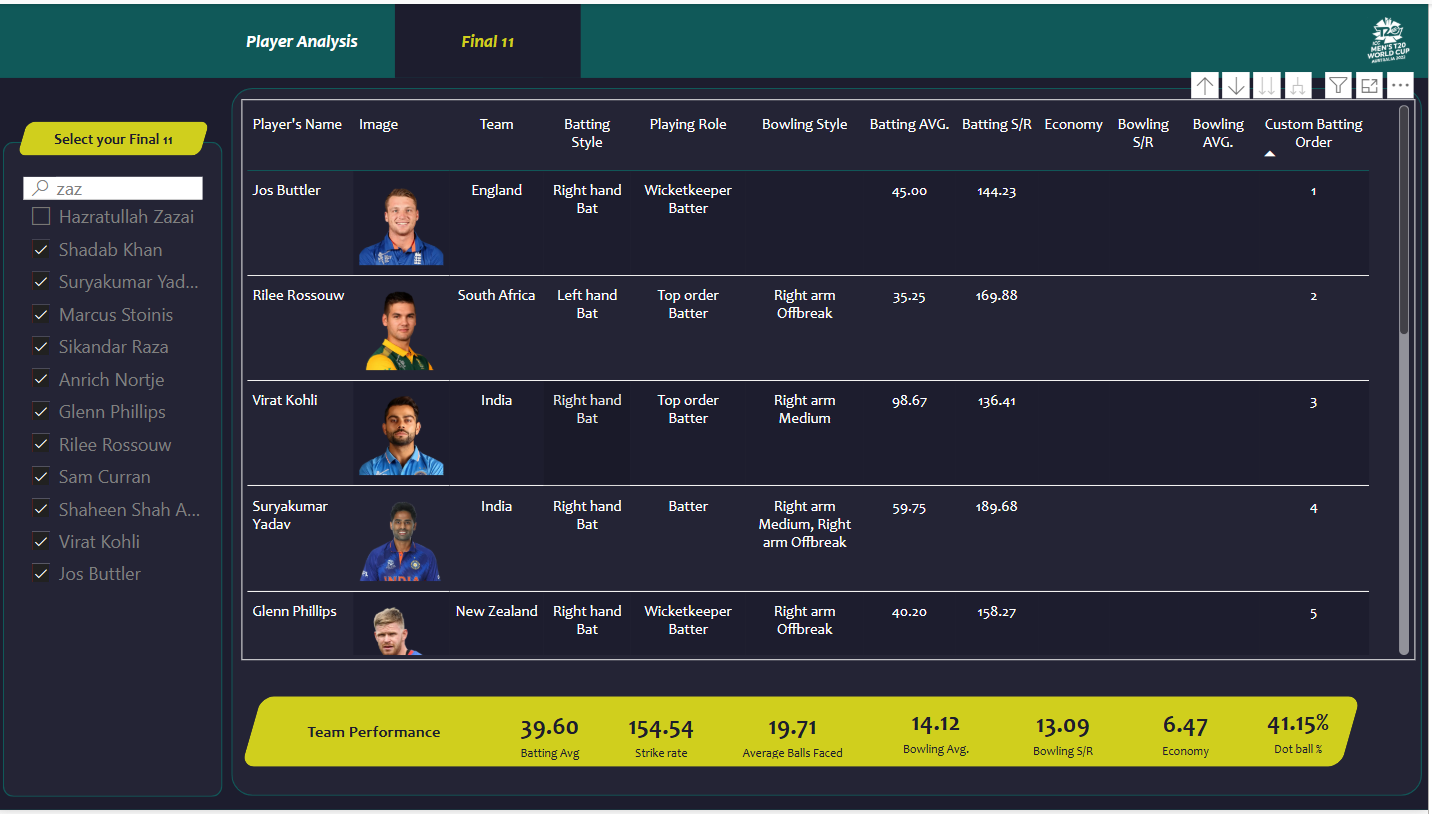 Player Analysis
Final 11
T20
ICC
MEN'S T20
WORLD CUP
AUSTRALIA 2022
Select your Final 11
zaz
Hazratullah Zazai
Shadab Khan
Suryakumar Yad...
Marcus Stoinis
Sikandar Raza
Anrich Nortje
Glenn Phillips
Rilee Rossouw
Sam Curran
Shaheen Shah A...
Virat Kohli
Jos Buttler
Player's Name Image Team Batting Playing Role Bowling Style Batting AVG. Batting S/R Economy Bowling Bowling Custom Batting
Style S/R AVG. Order
Jos Buttler England Right hand Wicketkeeper 45.00 144.23 1
Bat Batter
Rilee Rossouw South Africa Left hand Top order Right arm 35.25 169.88 2
Bat Batter Offbreak
Virat Kohli India Right hand Top order Right arm 98.67 136.41 3
Bat Batter Medium
Suryakumar India Right hand Batter Right arm 59.75 189.68 4
Yadav Bat Medium, Right
arm Offbreak
INDIA
Glenn Phillips New Zealand Right hand Wicketkeeper Right arm 40.20 158.27 5
Bat Batter Offbreak
Team Performance
39.60 154.54 19.71 14.12 13.09 6.47 41.15%
Batting Avg Strike rate Average Balls Faced Bowling Avg. Bowling S/R Economy Dot ball %